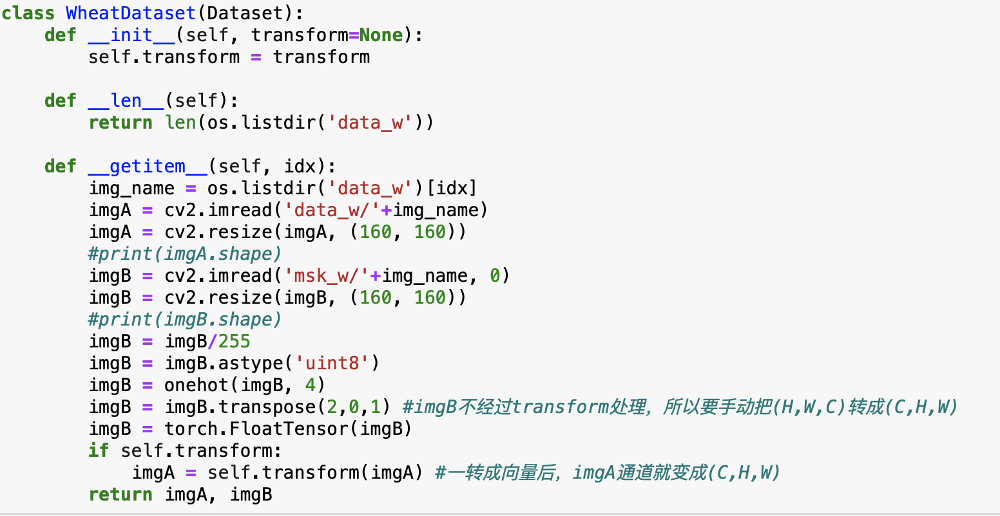 class WheatDataset(Dataset):
    def __init__(self, transform=None):
        self.transform = transform

    def __len__(self):
        return len(os.listdir('data_w'))

    def __getitem__(self, idx):
        img_name = os.listdir('data_w')[idx]
        imgA = cv2.imread('data_w/'+img_name)
        imgA = cv2.resize(imgA, (160, 160))
        #print(imgA.shape)
        imgB = cv2.imread('msk_w/'+img_name, 0)
        imgB = cv2.resize(imgB, (160, 160))
        #print(imgB.shape)
        imgB = imgB/255
        imgB = imgB.astype('uint8')
        imgB = onehot(imgB, 4)
        imgB = imgB.transpose(2,0,1) #imgB不经过transform处理，所以要手动把(H,W,C)转成(C,H,W)
        imgB = torch.FloatTensor(imgB)
        if self.transform:
            imgA = self.transform(imgA) #一转成向量后，imgA通道就变成(C,H,W)
        return imgA, imgB